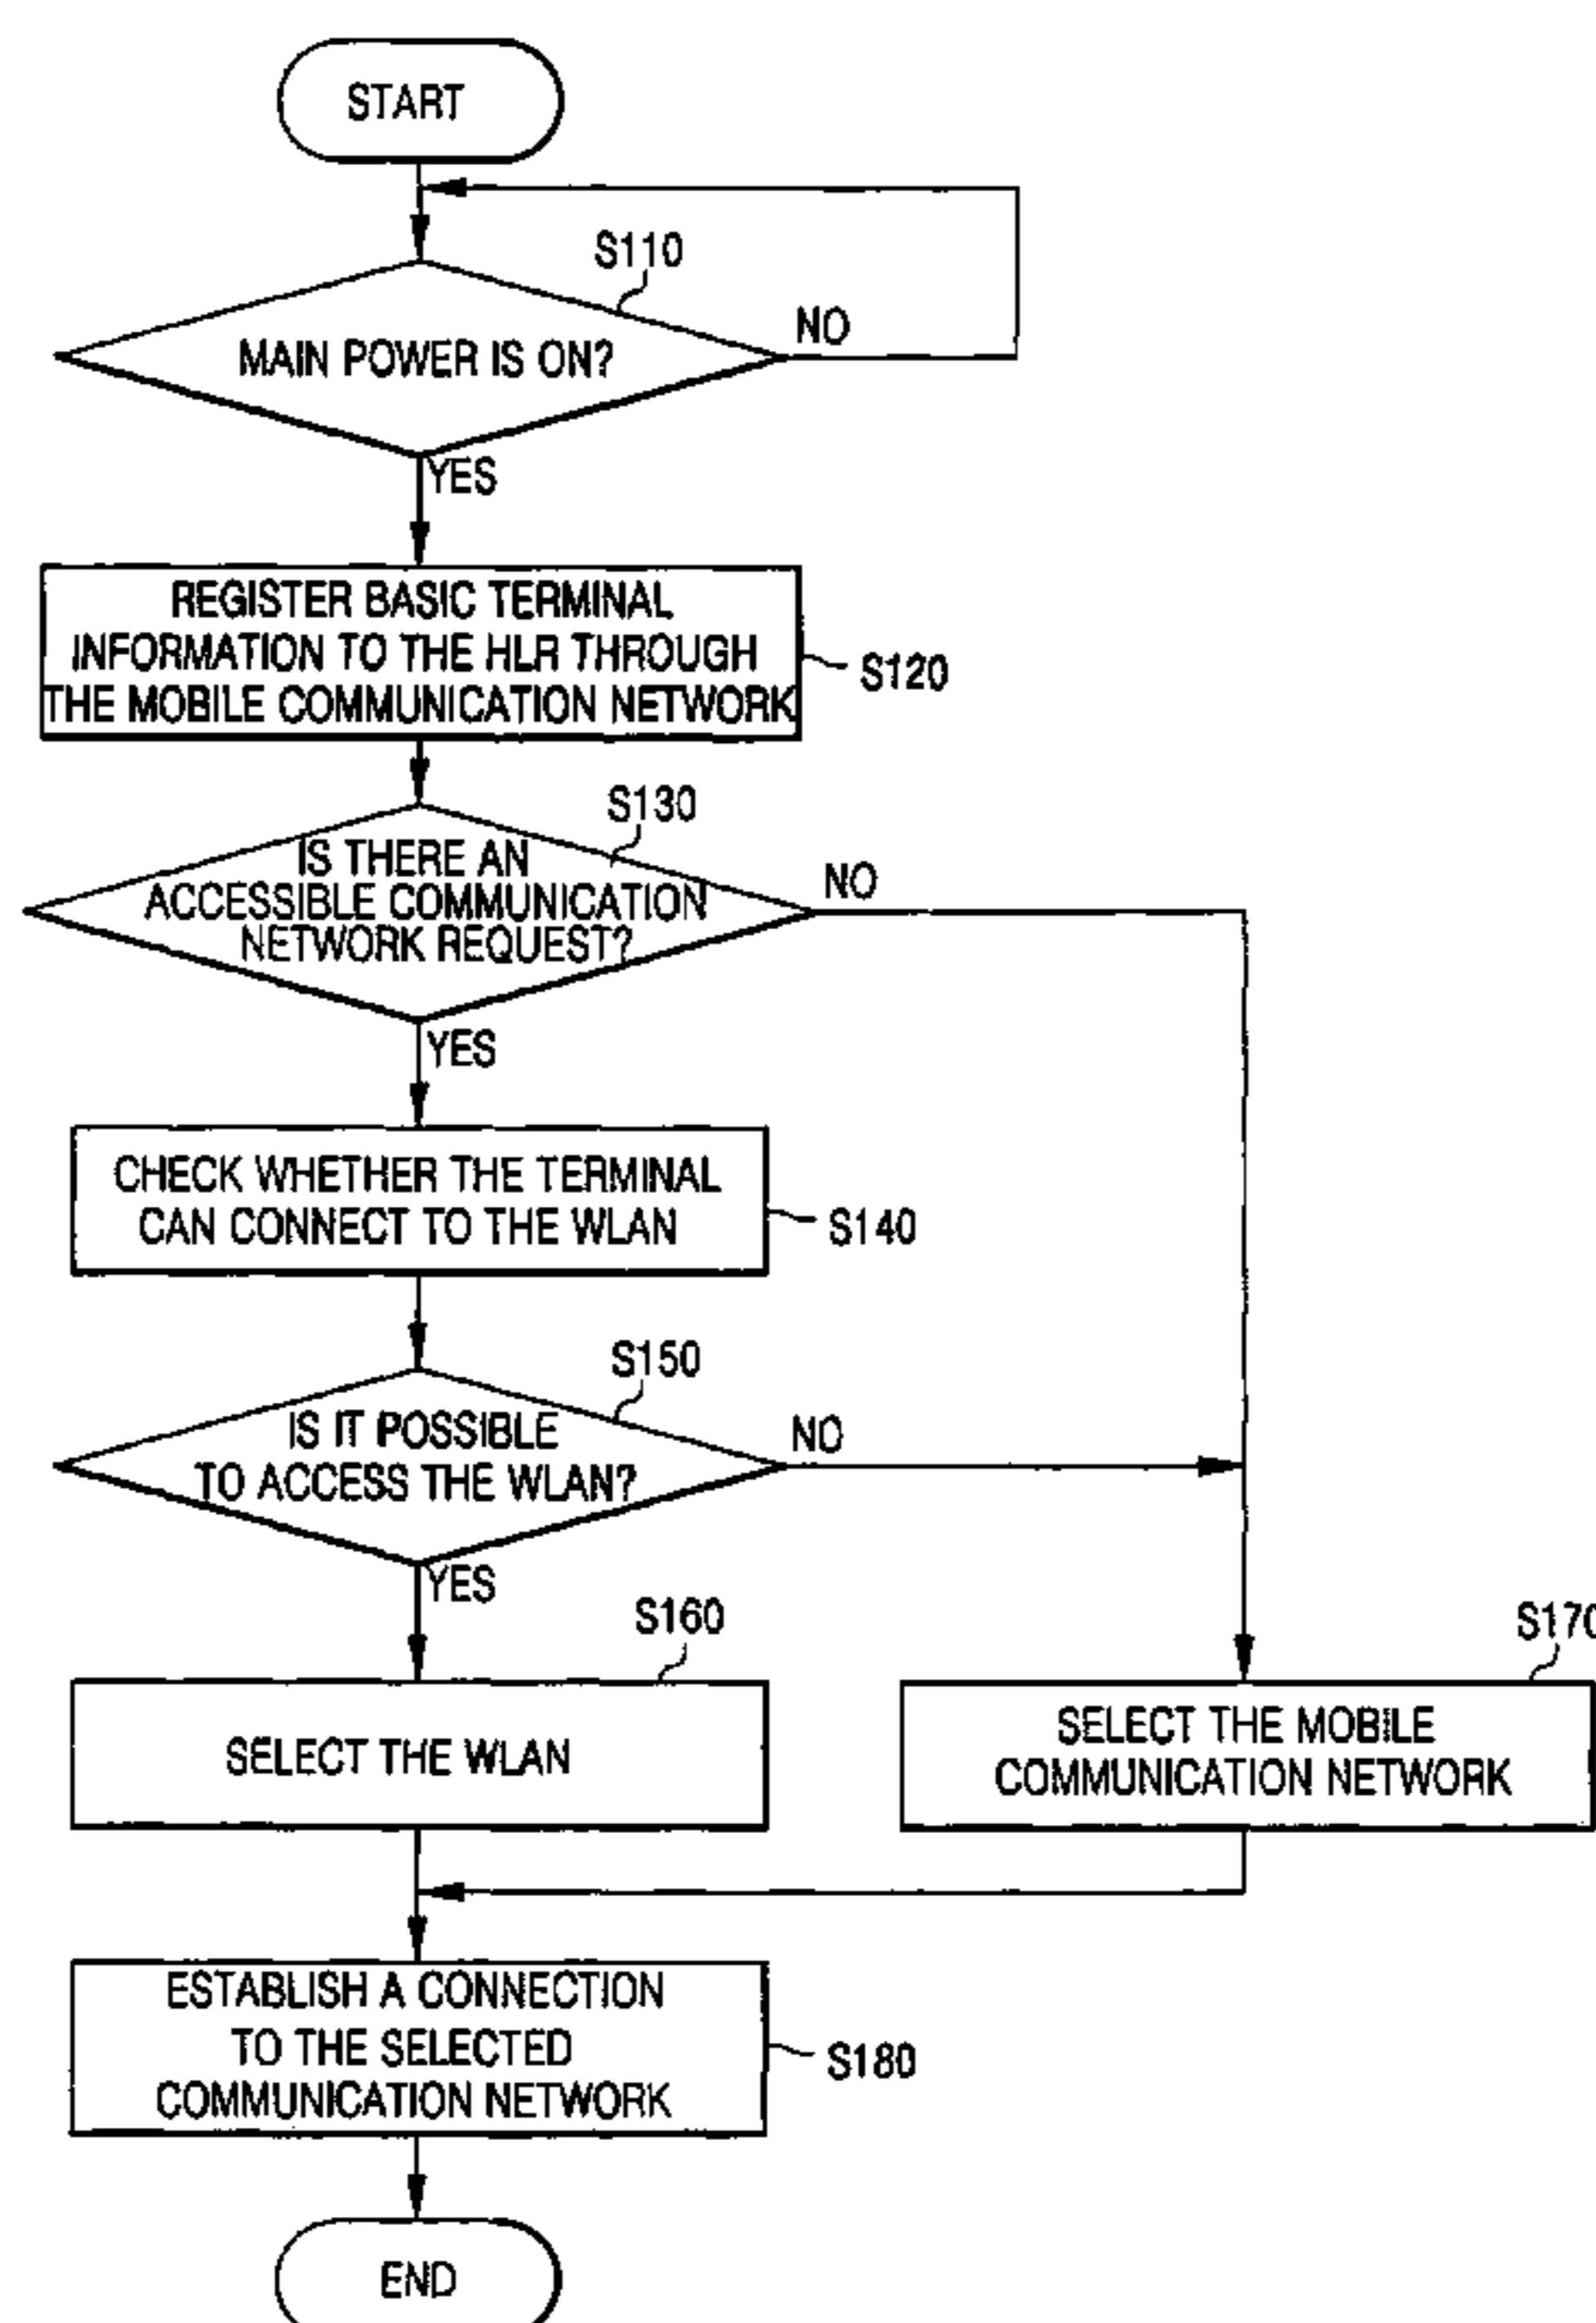 START
S110
MAIN POWER IS ON?
NO
YES
REGISTER BASIC TERMINAL
INFORMATION TO THE HLR THROUGH
THE MOBILE COMMUNICATION NETWORK
S120
S130
IS THERE AN
ACCESSIBLE COMMUNICATION
NETWORK REQUEST?
NO
YES
CHECK WHETHER THE TERMINAL
CAN CONNECT TO THE WLAN
S140
S150
IS IT POSSIBLE
TO ACCESS THE WLAN?
NO
YES
S160
SELECT THE WLAN
S170
SELECT THE MOBILE
COMMUNICATION NETWORK
ESTABLISH A CONNECTION
TO THE SELECTED
COMMUNICATION NETWORK
S180
END